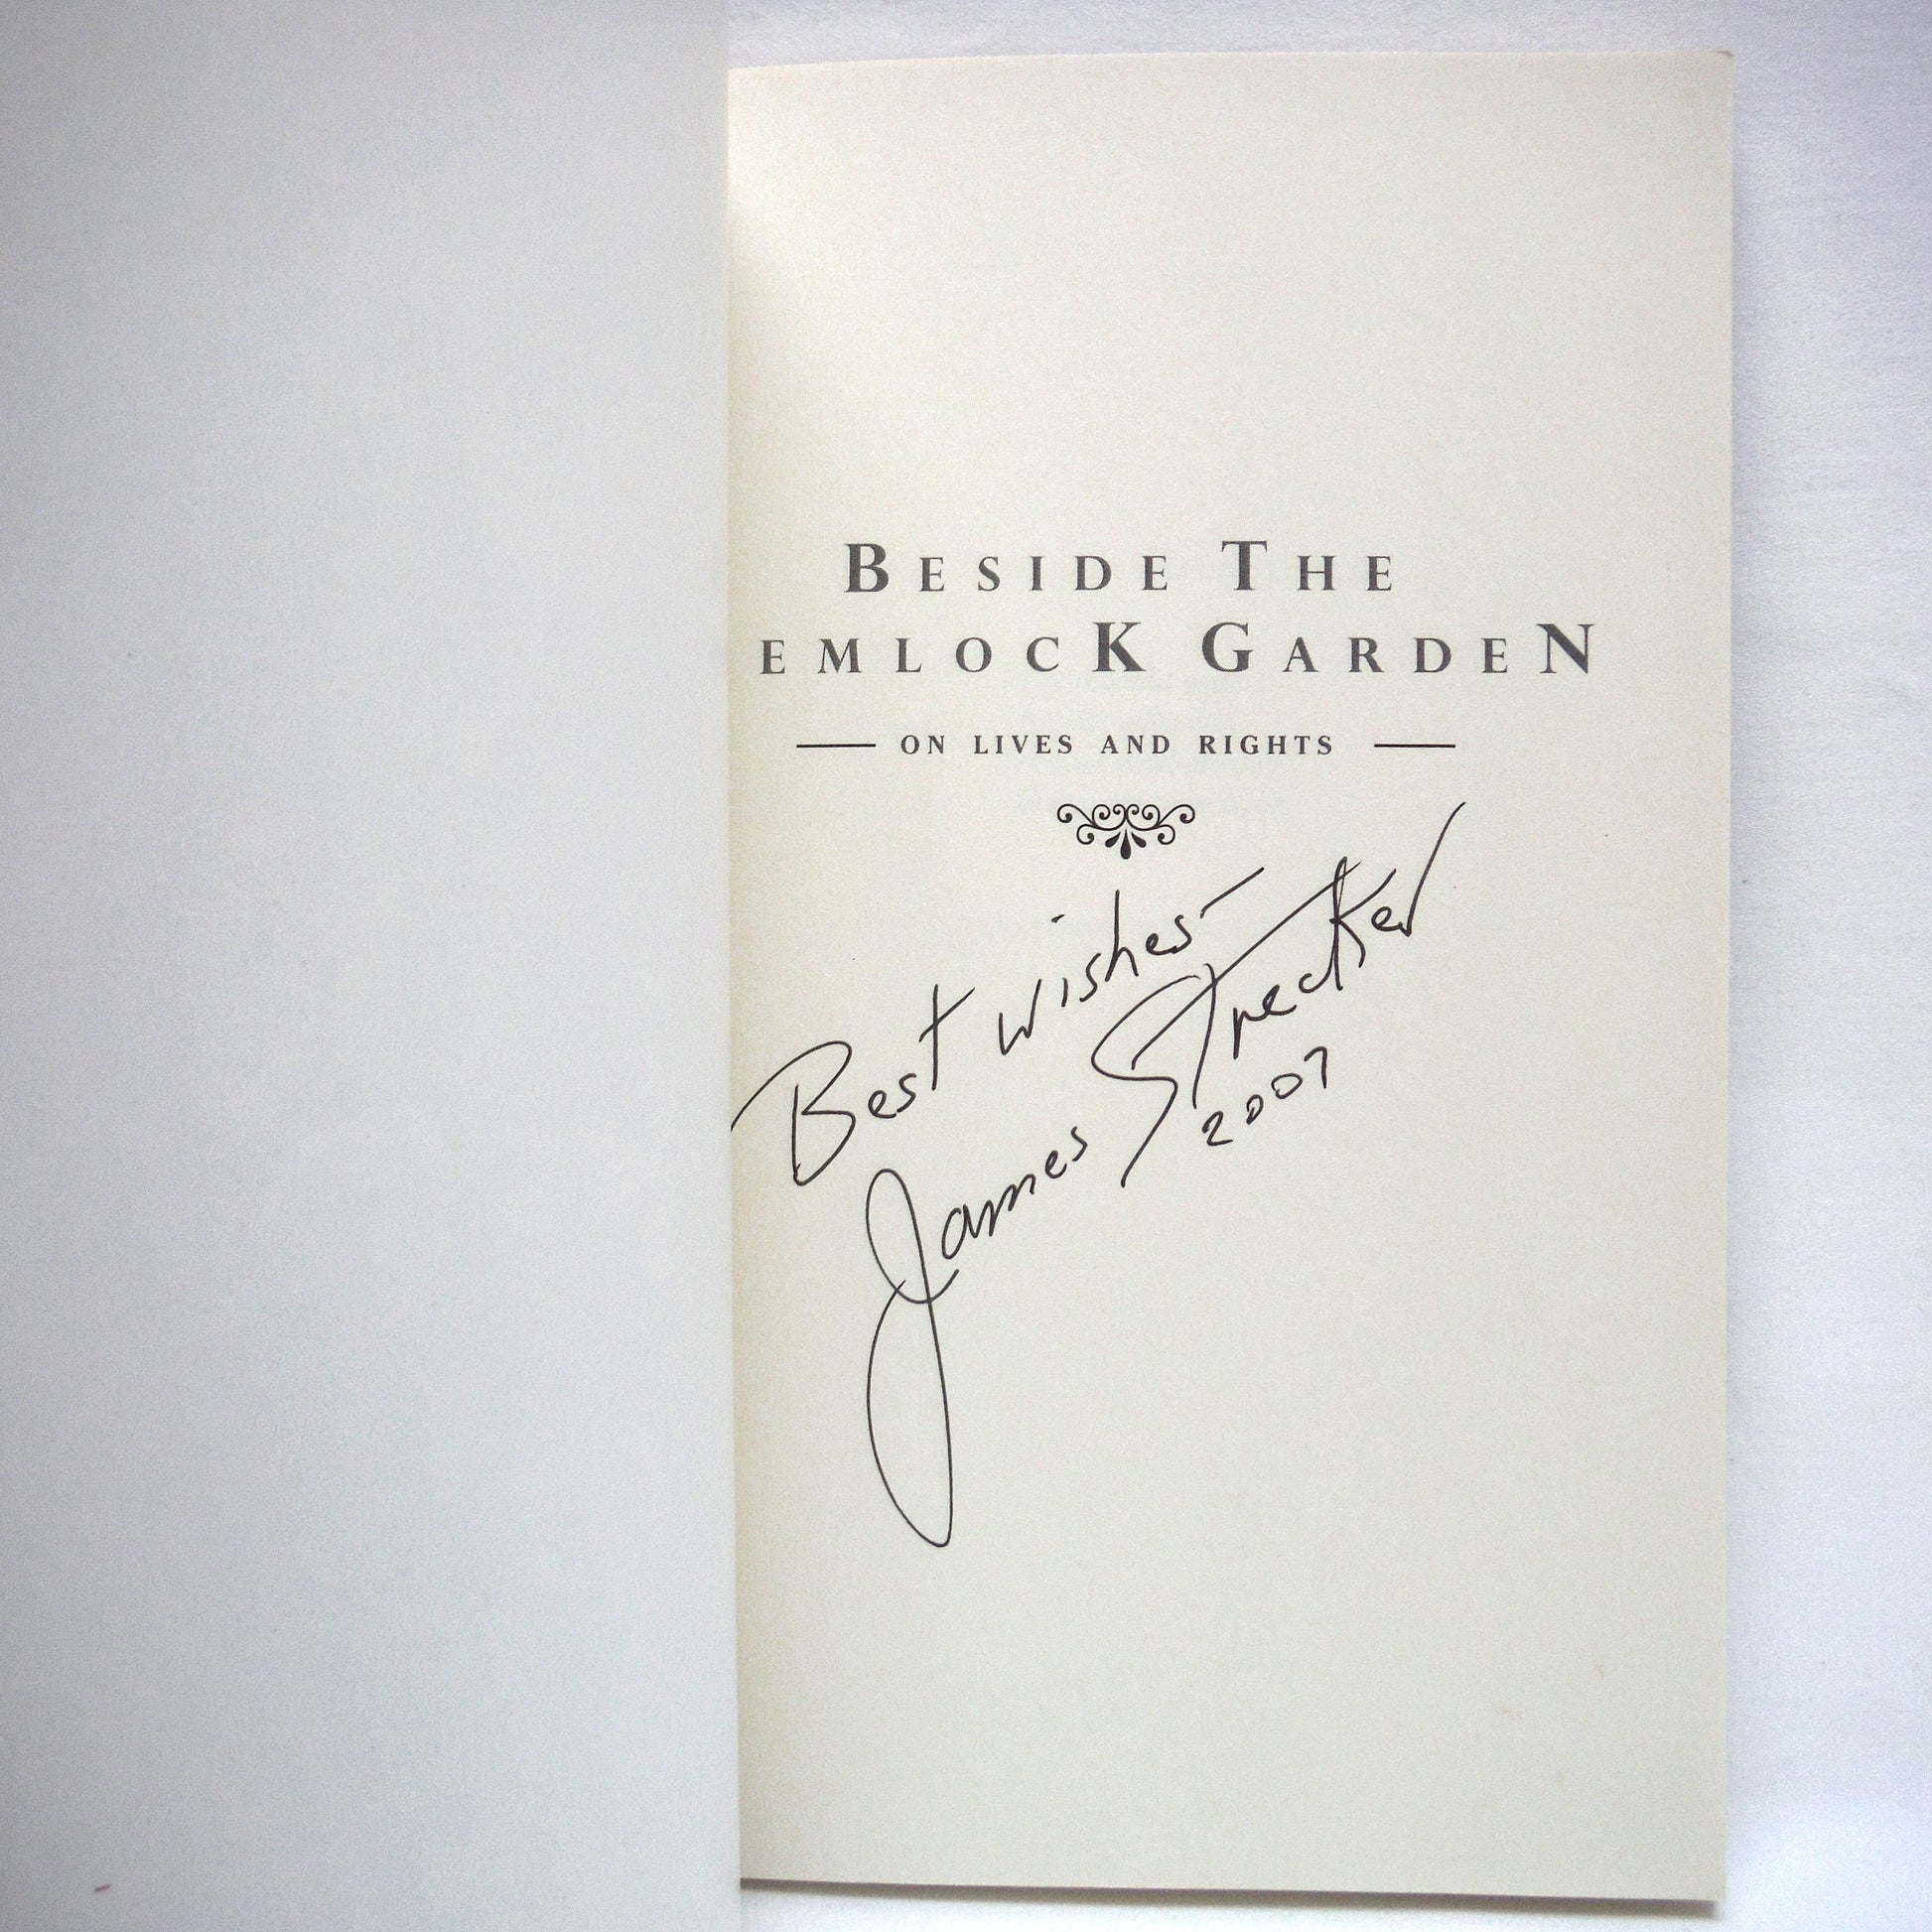 BESIDE THE
EMLOCK GARDEN
ON LIVES AND RIGHTS
Best wishes-
James Strecker
2007